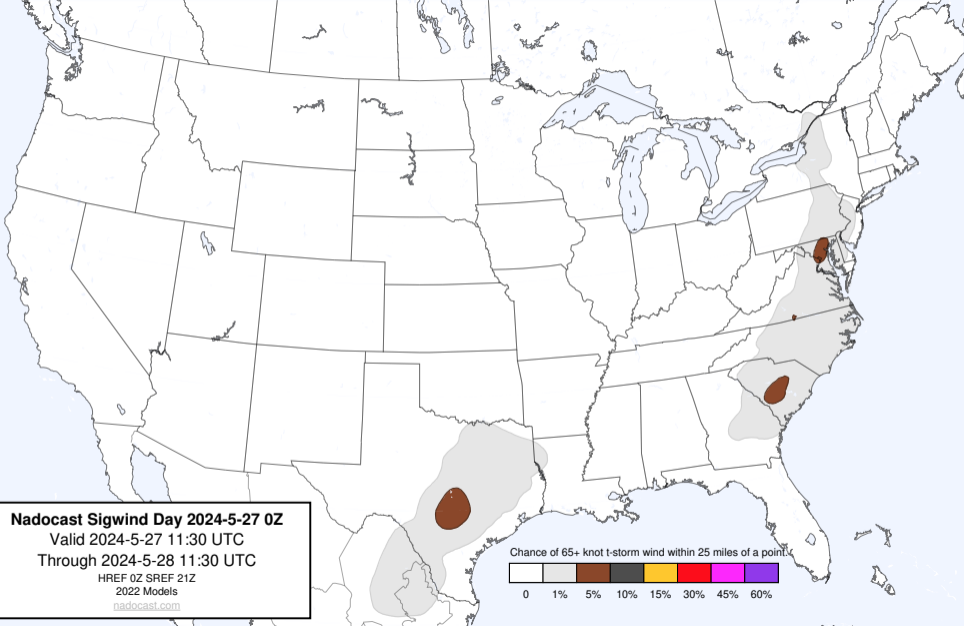 Nadocast Sigwind Day 2024-5-27 0Z
Valid 2024-5-27 11:30 UTC
Through 2024-5-28 11:30 UTC
HREF 0Z SREF 21Z
2022 Models
nadocast.com
Chance of 65+ knot t-storm wind within 25 miles of a point.
0 1% 5% 10% 15% 30% 45% 60%